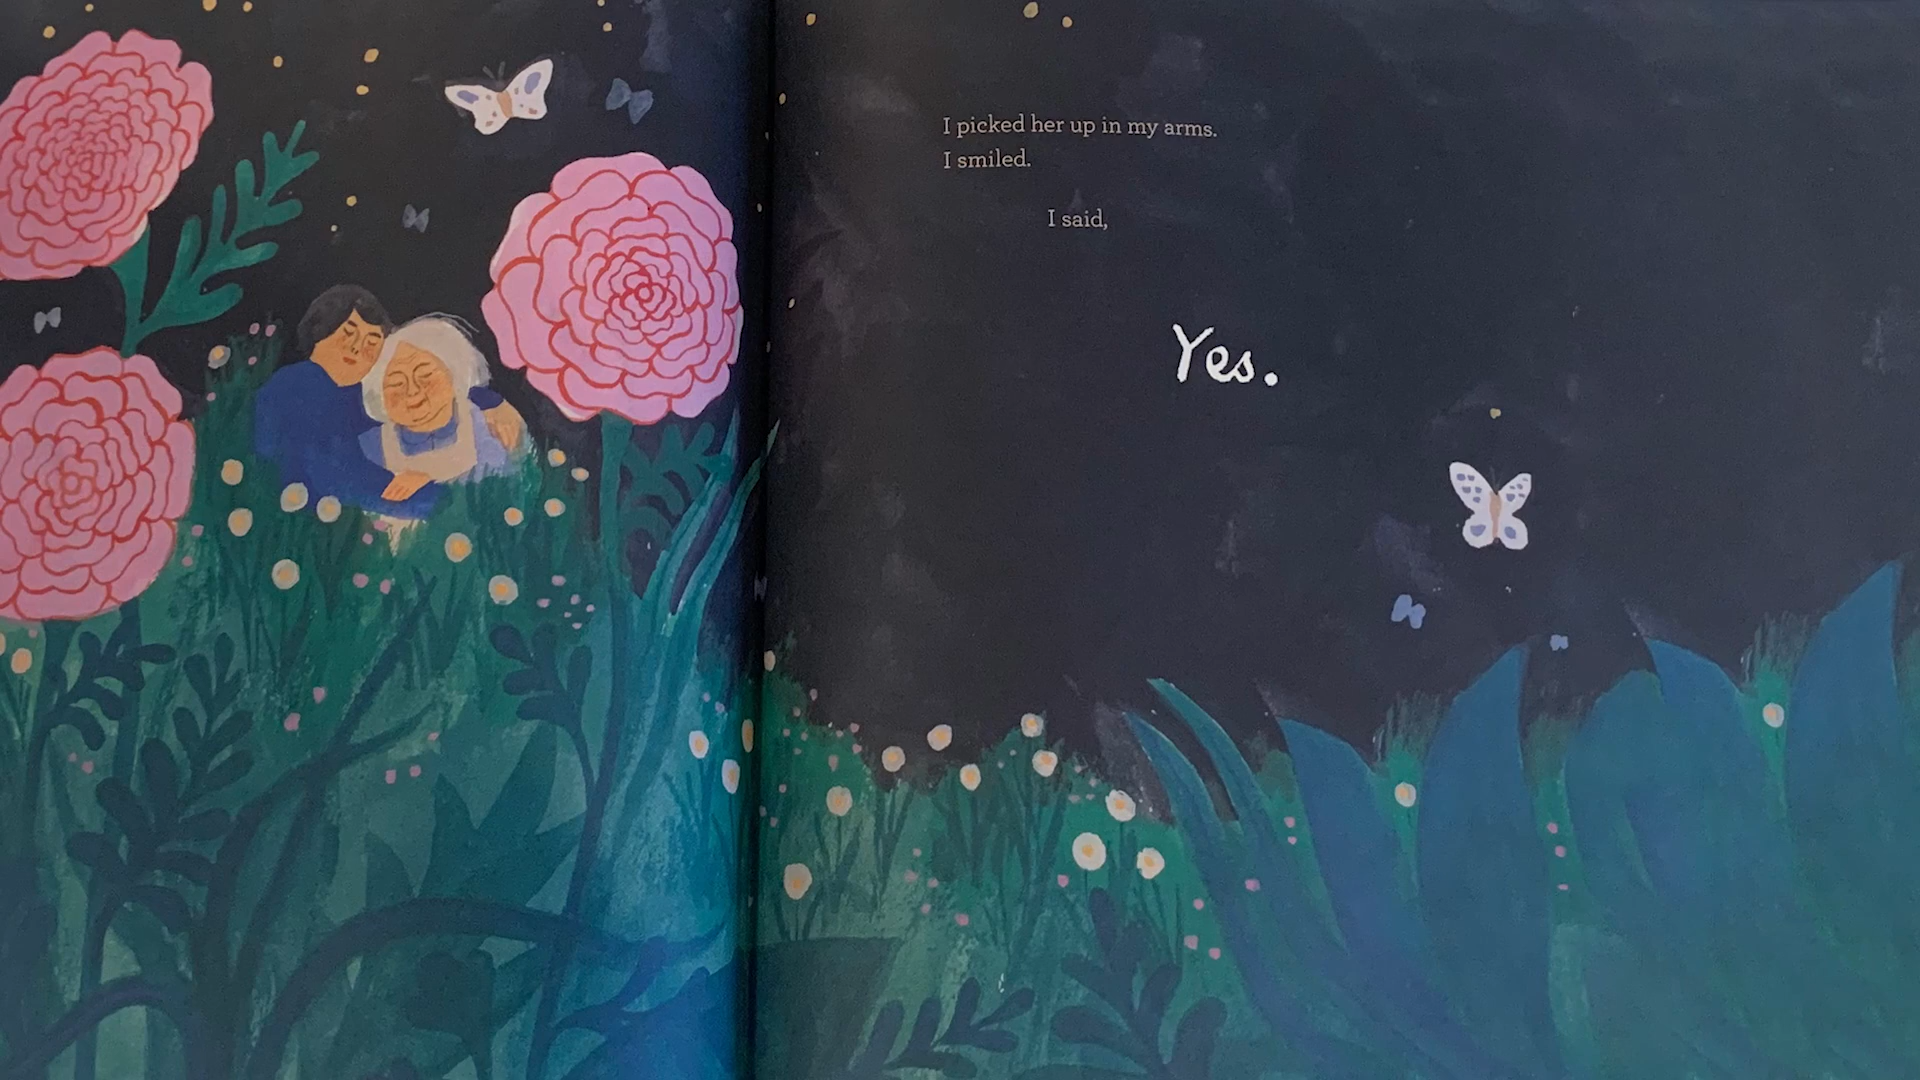 I picked her up in my arms.
I smiled.
I said,
Yes.